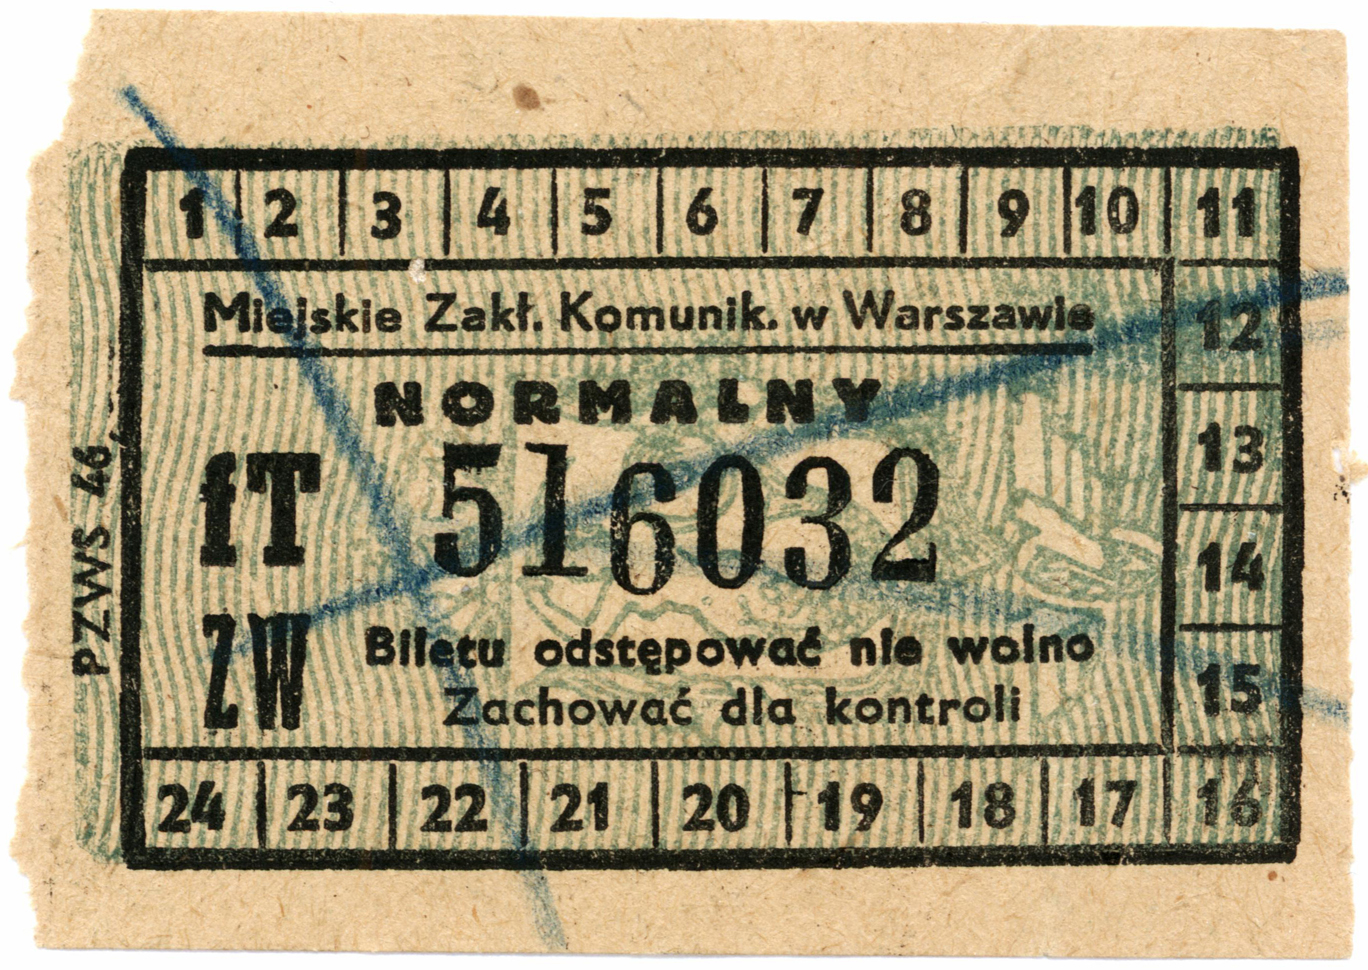 1 2 3 4 5 6 7 8 9 10 11
Miejskie Zakł. Komunik. w Warszawie
12
NORMALNY
13
fT 516032
14
ZW
Biletu odstępować nie wolno
15
Zachować dla kontroli
24 23 22 21 20 19 18 17 16
PZWS 46